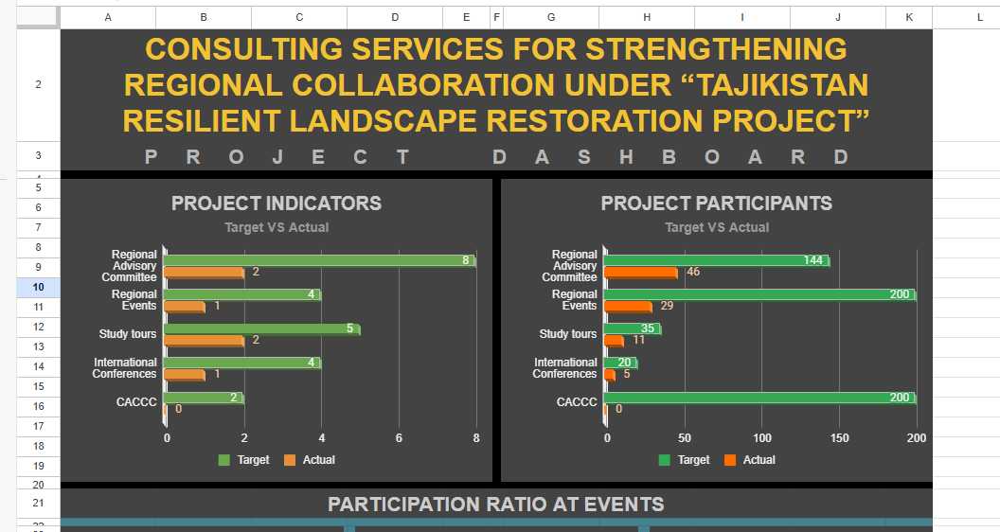 A B C D E F G H I J K L
2
CONSULTING SERVICES FOR STRENGTHENING
REGIONAL COLLABORATION UNDER “TAJIKISTAN
RESILIENT LANDSCAPE RESTORATION PROJECT”
3
P R O J E C T D A S H B O A R D
5
6
7
8
9
10
11
12
13
14
15
16
17
18
19
20
21
PROJECT INDICATORS
Target VS Actual
Regional
Advisory
Committee
8
2
Regional
Events
4
1
Study tours
5
2
International
Conferences
4
1
CACCC
2
0
0 2 4 6 8
Target Actual
PROJECT PARTICIPANTS
Target VS Actual
Regional
Advisory
Committee
144
46
Regional
Events
200
29
Study tours
35
11
International
Conferences
20
5
CACCC
200
0
0 50 100 150 200
Target Actual
PARTICIPATION RATIO AT EVENTS